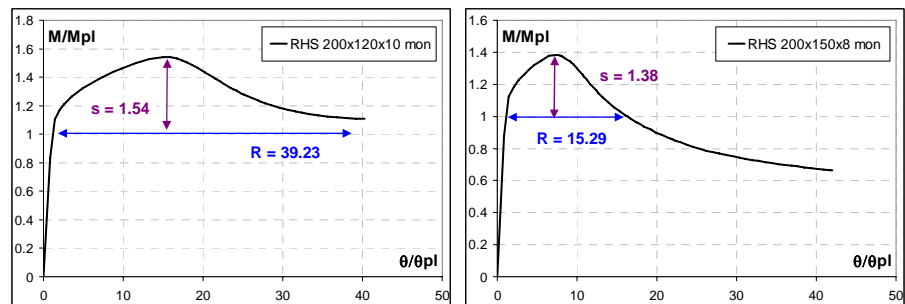 M/Mpl
RHS 200x120x10 mon
s = 1.54
R = 39.23
θ/θpl
1.8
1.6
1.4
1.2
1
0.8
0.6
0.4
0.2
0
0 10 20 30 40 50
M/Mpl
RHS 200x150x8 mon
s = 1.38
R = 15.29
θ/θpl
1.6
1.4
1.2
1
0.8
0.6
0.4
0.2
0
0 10 20 30 40 50